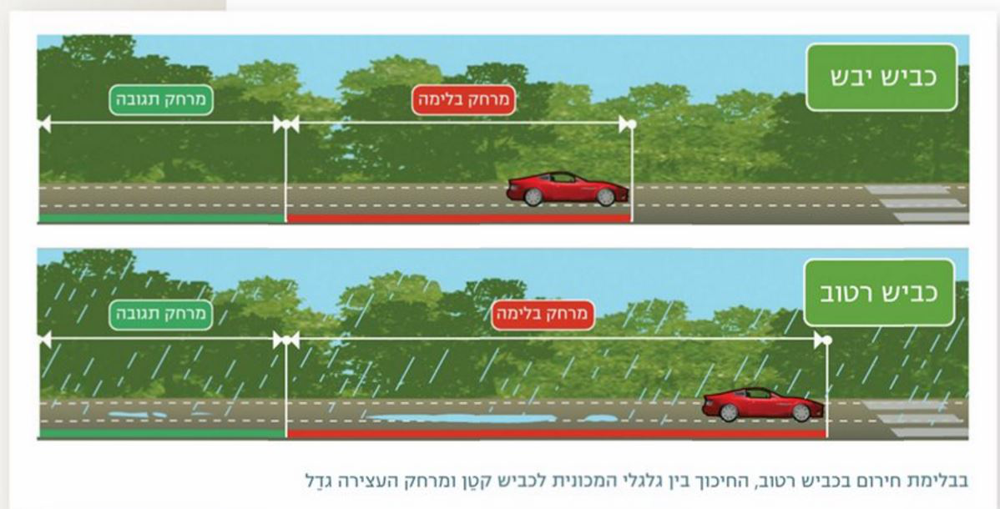 כביש יבש
מרחק בלימה
מרחק תגובה
כביש רטוב
מרחק בלימה
מרחק תגובה
בבלימת חירום בכביש רטוב, החיכוך בין גלגלי המכונית לכביש קטַן ומרחק העצירה גדַל